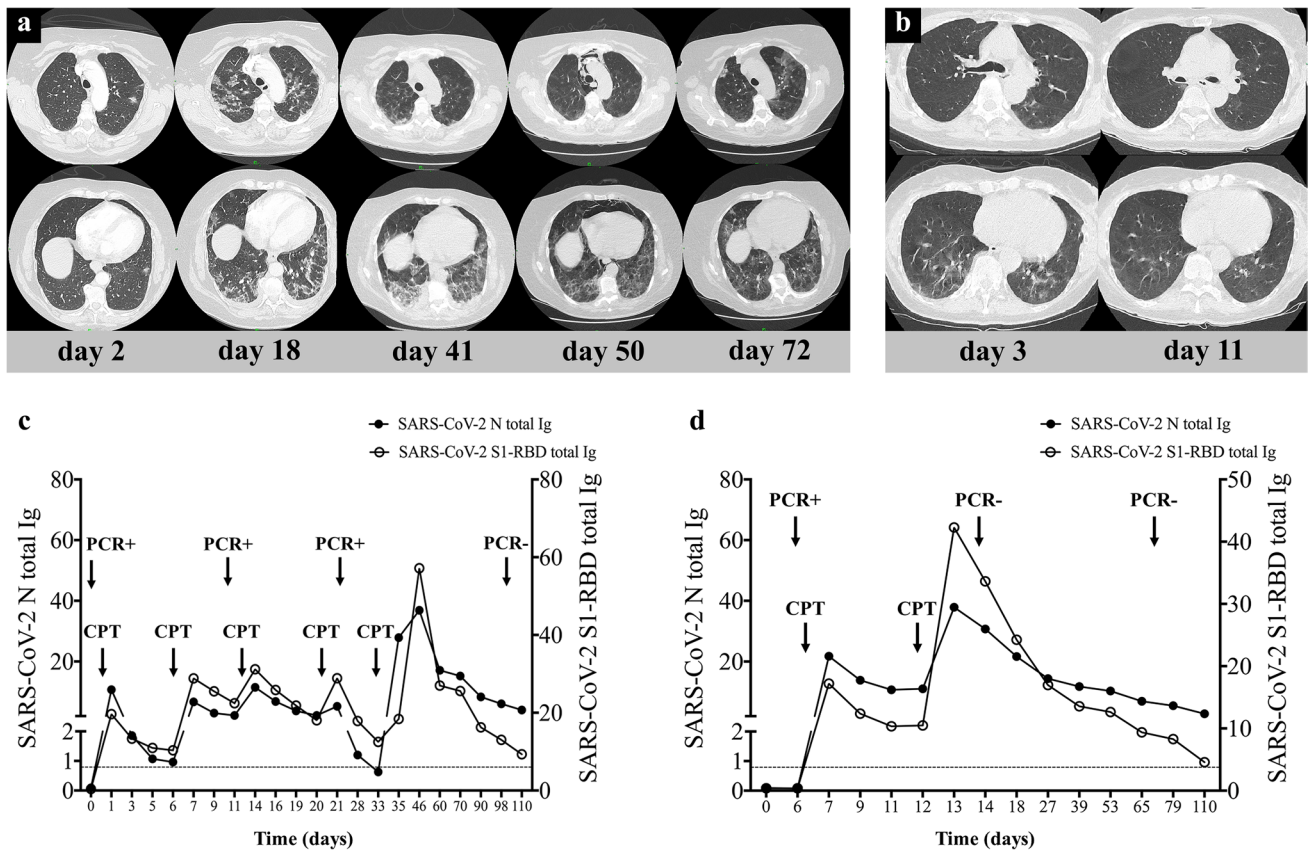 a
b
day 2 day 18 day 41 day 50 day 72
day 3 day 11
c
SARS-CoV-2 N total Ig
SARS-CoV-2 S1-RBD total Ig
SARS-CoV-2 N total Ig
80
60
40
20
2
1
0
PCR+ PCR+ PCR+ PCR-
CPT CPT CPT CPT CPT
80
60
40
20
0
SARS-CoV-2 S1-RBD total Ig
0 1 3 5 6 7 9 11 14 16 19 20 21 28 33 35 46 60 70 90 98 110
Time (days)
d
SARS-CoV-2 N total Ig
SARS-CoV-2 S1-RBD total Ig
SARS-CoV-2 N total Ig
80
60
40
20
2
1
0
PCR+ PCR- PCR-
CPT CPT
50
40
30
20
10
0
SARS-CoV-2 S1-RBD total Ig
0 6 7 9 11 12 13 14 18 27 39 53 65 79 110
Time (days)